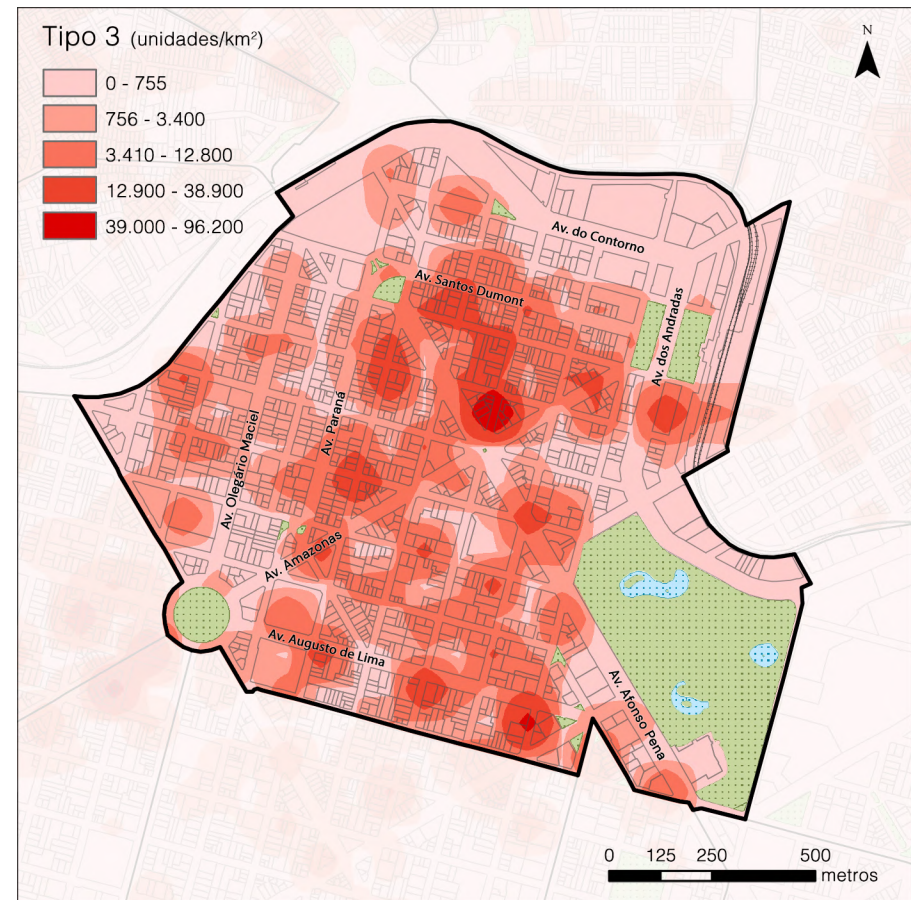 Tipo 3 (unidades/km²)
N
0 - 755
756 - 3.400
3.410 - 12.800
12.900 - 38.900
39.000 - 96.200
Av. do Contorno
Av. Santos Dumont
Av. dos Andradas
Av. Paraná
Av. Olegário Maciel
Av. Amazonas
Av. Augusto de Lima
Av. Afonso Pena
0 125 250 500
metros